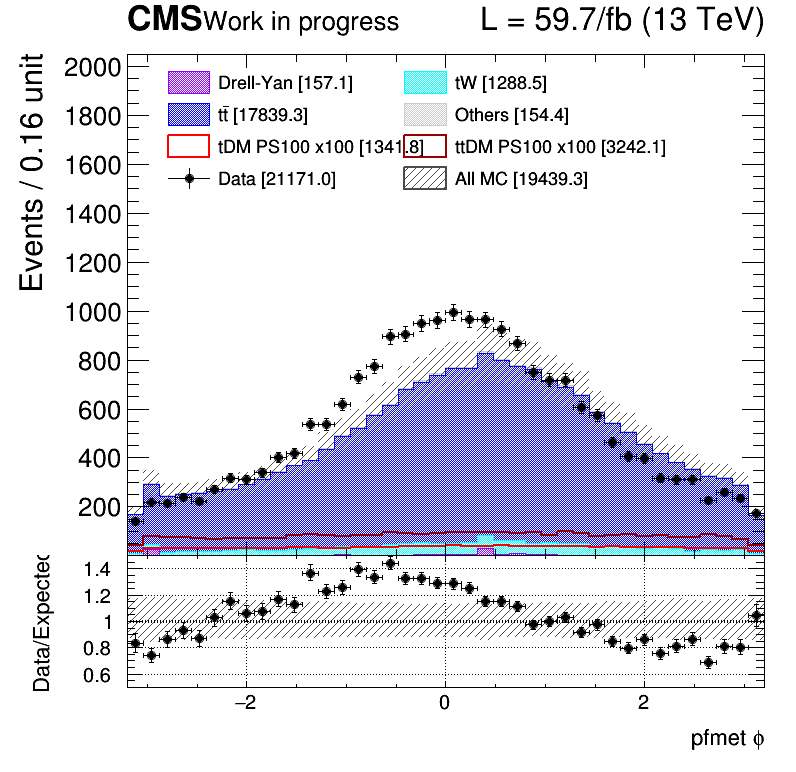 CMS Work in progress L = 59.7/fb (13 TeV)
Events / 0.16 unit
2000
1800
1600
1400
1200
1000
800
600
400
200
Drell-Yan [157.1] tW [1288.5]
tt̄ [17839.3] Others [154.4]
tDM PS100 x100 [1341.8] ttDM PS100 x100 [3242.1]
Data [21171.0] All MC [19439.3]
Data/Expected
1.4
1.2
1
0.8
0.6
−2 0 2
pfmet ϕ